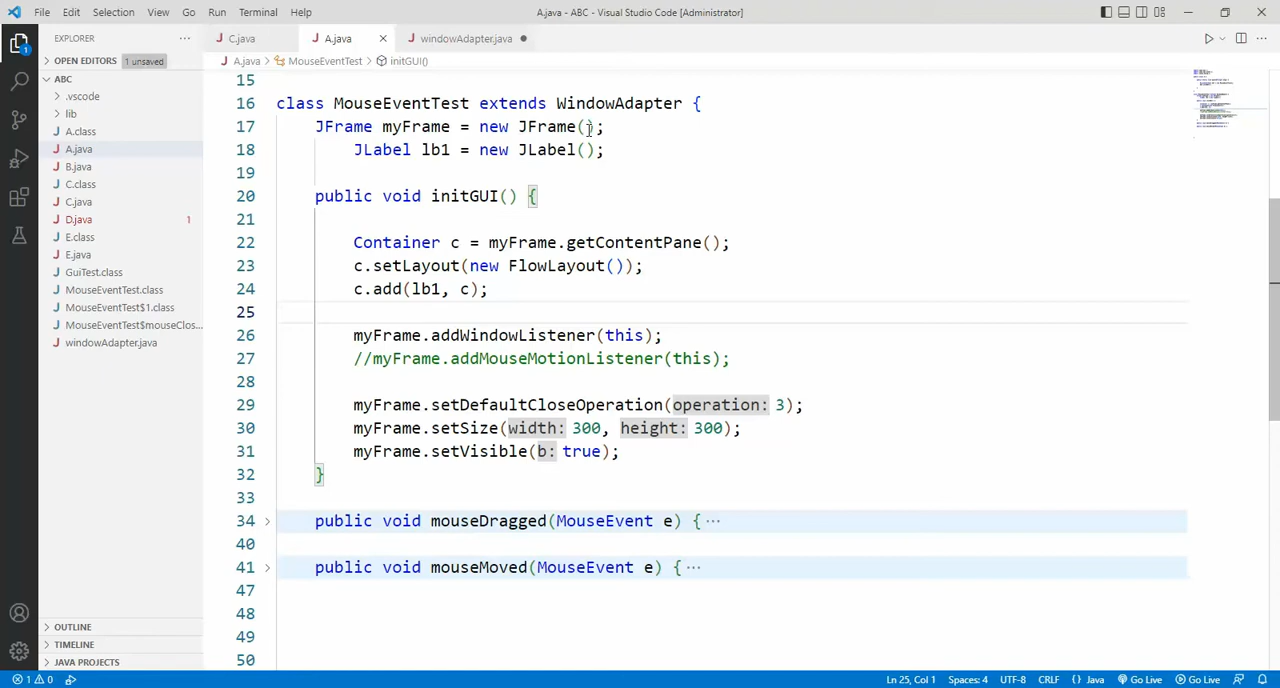 File Edit Selection View Go Run Terminal Help A.java - ABC - Visual Studio Code [Administrator]
EXPLORER ··· J C.java J A.java × J windowAdapter.java ●
OPEN EDITORS 1 unsaved J A.java > MouseEventTest > initGUI()
ABC
.vscode
lib
J A.class
J A.java
J B.java
J C.class
J C.java
J D.java 1
J E.class
J E.java
J GuiTest.class
J MouseEventTest.class
J MouseEventTest$1.class
J MouseEventTest$mouseClos...
J windowAdapter.java
OUTLINE
TIMELINE
JAVA PROJECTS
1
15
16 class MouseEventTest extends WindowAdapter {
17 JFrame myFrame = new JFrame();
18 JLabel lb1 = new JLabel();
19
20 public void initGUI() {
21
22 Container c = myFrame.getContentPane();
23 c.setLayout(new FlowLayout());
24 c.add(lb1, c);
25
26 myFrame.addWindowListener(this);
27 //myFrame.addMouseMotionListener(this);
28
29 myFrame.setDefaultCloseOperation(operation: 3);
30 myFrame.setSize(width: 300, height: 300);
31 myFrame.setVisible(b: true);
32 }
33
34 public void mouseDragged(MouseEvent e) { ···
40
41 public void mouseMoved(MouseEvent e) { ···
47
48
49
50
1 0 Ln 25, Col 1 Spaces: 4 UTF-8 CRLF {} Java Go Live Go Live